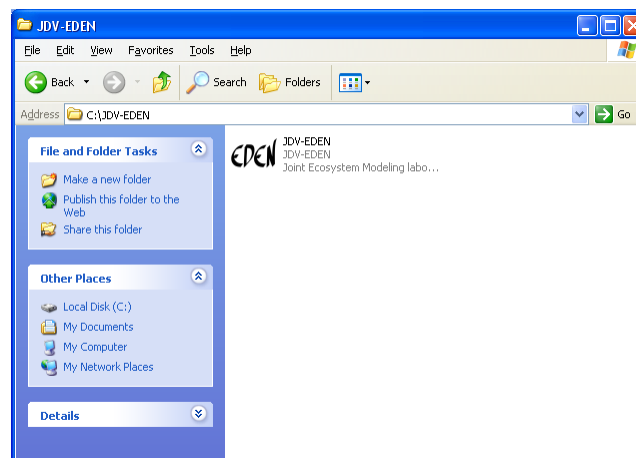 JDV-EDEN
File Edit View Favorites Tools Help
Back Search Folders
Address C:\JDV-EDEN Go
File and Folder Tasks
Make a new folder
Publish this folder to the
Web
Share this folder
Other Places
Local Disk (C:)
My Documents
My Computer
My Network Places
Details
EDEN
JDV-EDEN
JDV-EDEN
Joint Ecosystem Modeling labo...